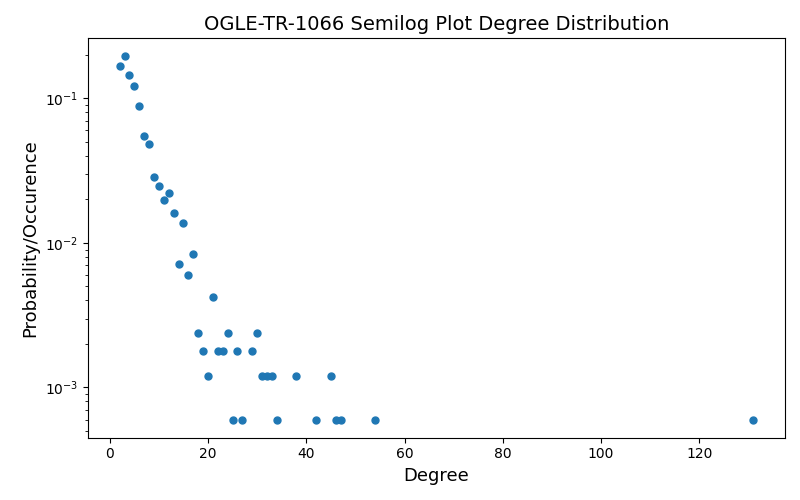 OGLE-TR-1066 Semilog Plot Degree Distribution
Probability/Occurence
10⁻¹
10⁻²
10⁻³
0 20 40 60 80 100 120
Degree